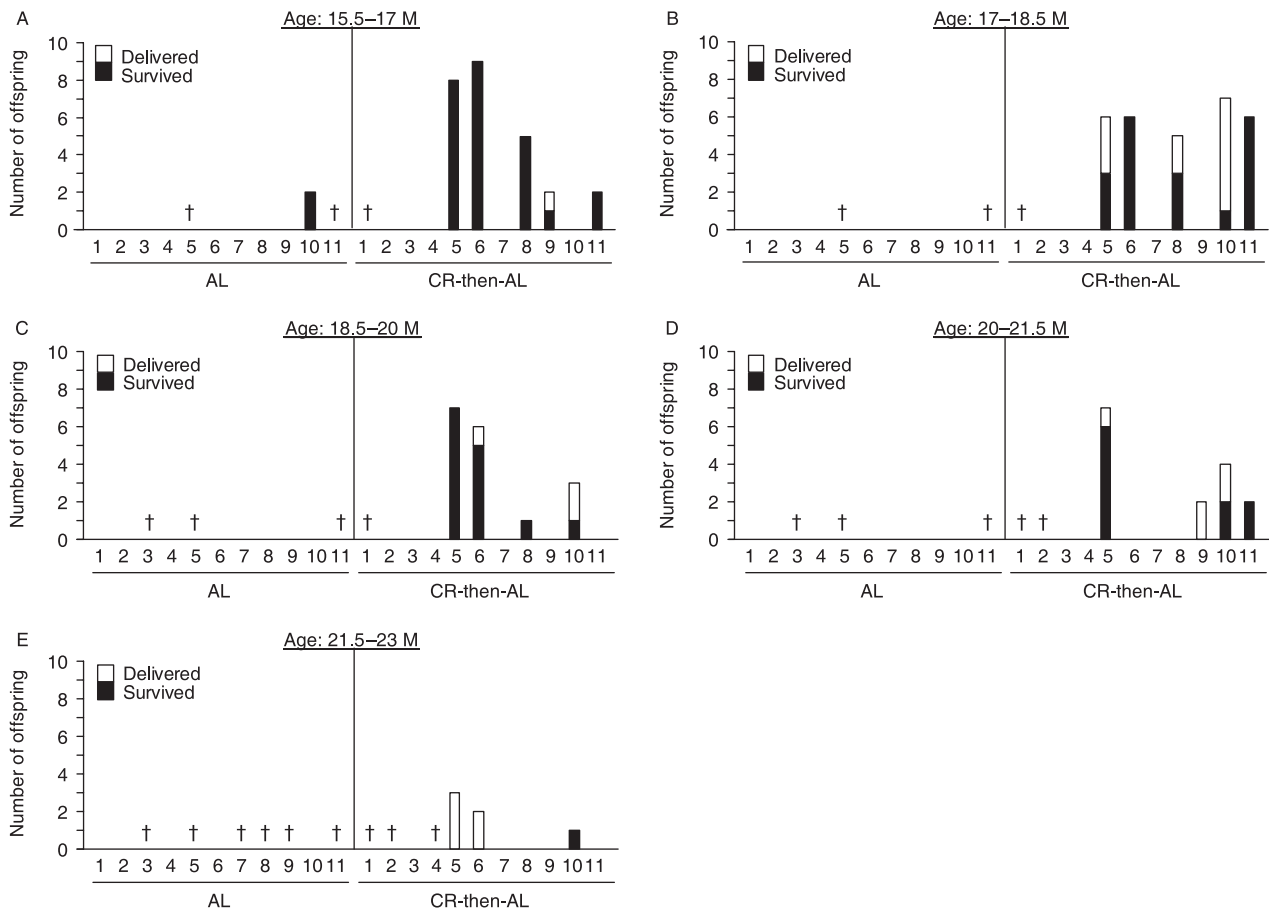 A
Age: 15.5–17 M
10
8
6
4
2
0
Number of offspring
Delivered
Survived
† † †
1 2 3 4 5 6 7 8 9 10 11 1 2 3 4 5 6 7 8 9 10 11
AL CR-then-AL
B
Age: 17–18.5 M
10
8
6
4
2
0
Number of offspring
Delivered
Survived
† † †
1 2 3 4 5 6 7 8 9 10 11 1 2 3 4 5 6 7 8 9 10 11
AL CR-then-AL
C
Age: 18.5–20 M
10
8
6
4
2
0
Number of offspring
Delivered
Survived
† † † †
1 2 3 4 5 6 7 8 9 10 11 1 2 3 4 5 6 7 8 9 10 11
AL CR-then-AL
D
Age: 20–21.5 M
10
8
6
4
2
0
Number of offspring
Delivered
Survived
† † † † †
1 2 3 4 5 6 7 8 9 10 11 1 2 3 4 5 6 7 8 9 10 11
AL CR-then-AL
E
Age: 21.5–23 M
10
8
6
4
2
0
Number of offspring
Delivered
Survived
† † † † † † † † †
1 2 3 4 5 6 7 8 9 10 11 1 2 3 4 5 6 7 8 9 10 11
AL CR-then-AL